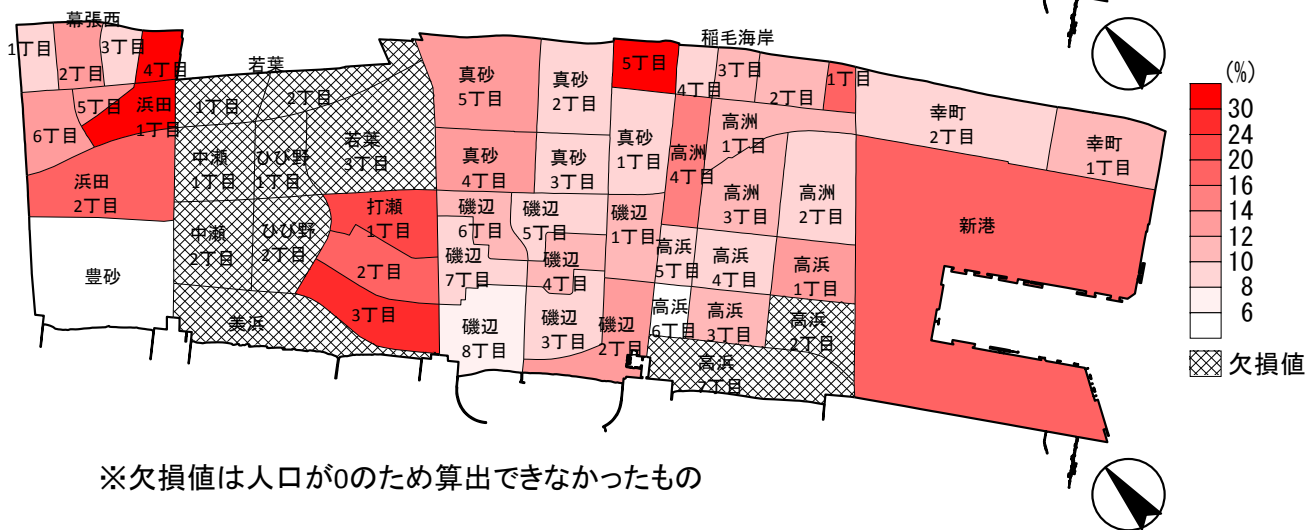 幕張西
1丁目
2丁目
3丁目
4丁目
5丁目
6丁目
浜田
1丁目
浜田
2丁目
豊砂
若葉
1丁目
2丁目
若葉
3丁目
中瀬
1丁目
ひび野
1丁目
中瀬
2丁目
ひび野
2丁目
美浜
打瀬
1丁目
2丁目
3丁目
真砂
5丁目
真砂
2丁目
真砂
4丁目
真砂
3丁目
真砂
1丁目
磯辺
6丁目
磯辺
5丁目
磯辺
1丁目
磯辺
7丁目
磯辺
4丁目
磯辺
8丁目
磯辺
3丁目
磯辺
2丁目
稲毛海岸
5丁目
4丁目
3丁目
2丁目
1丁目
高洲
1丁目
高洲
4丁目
高洲
3丁目
高洲
2丁目
高浜
5丁目
高浜
4丁目
高浜
1丁目
高浜
6丁目
高浜
3丁目
高浜
2丁目
高浜
7丁目
幸町
2丁目
幸町
1丁目
新港
(%)
30
24
20
16
14
12
10
8
6
欠損値
※欠損値は人口が0のため算出できなかったもの